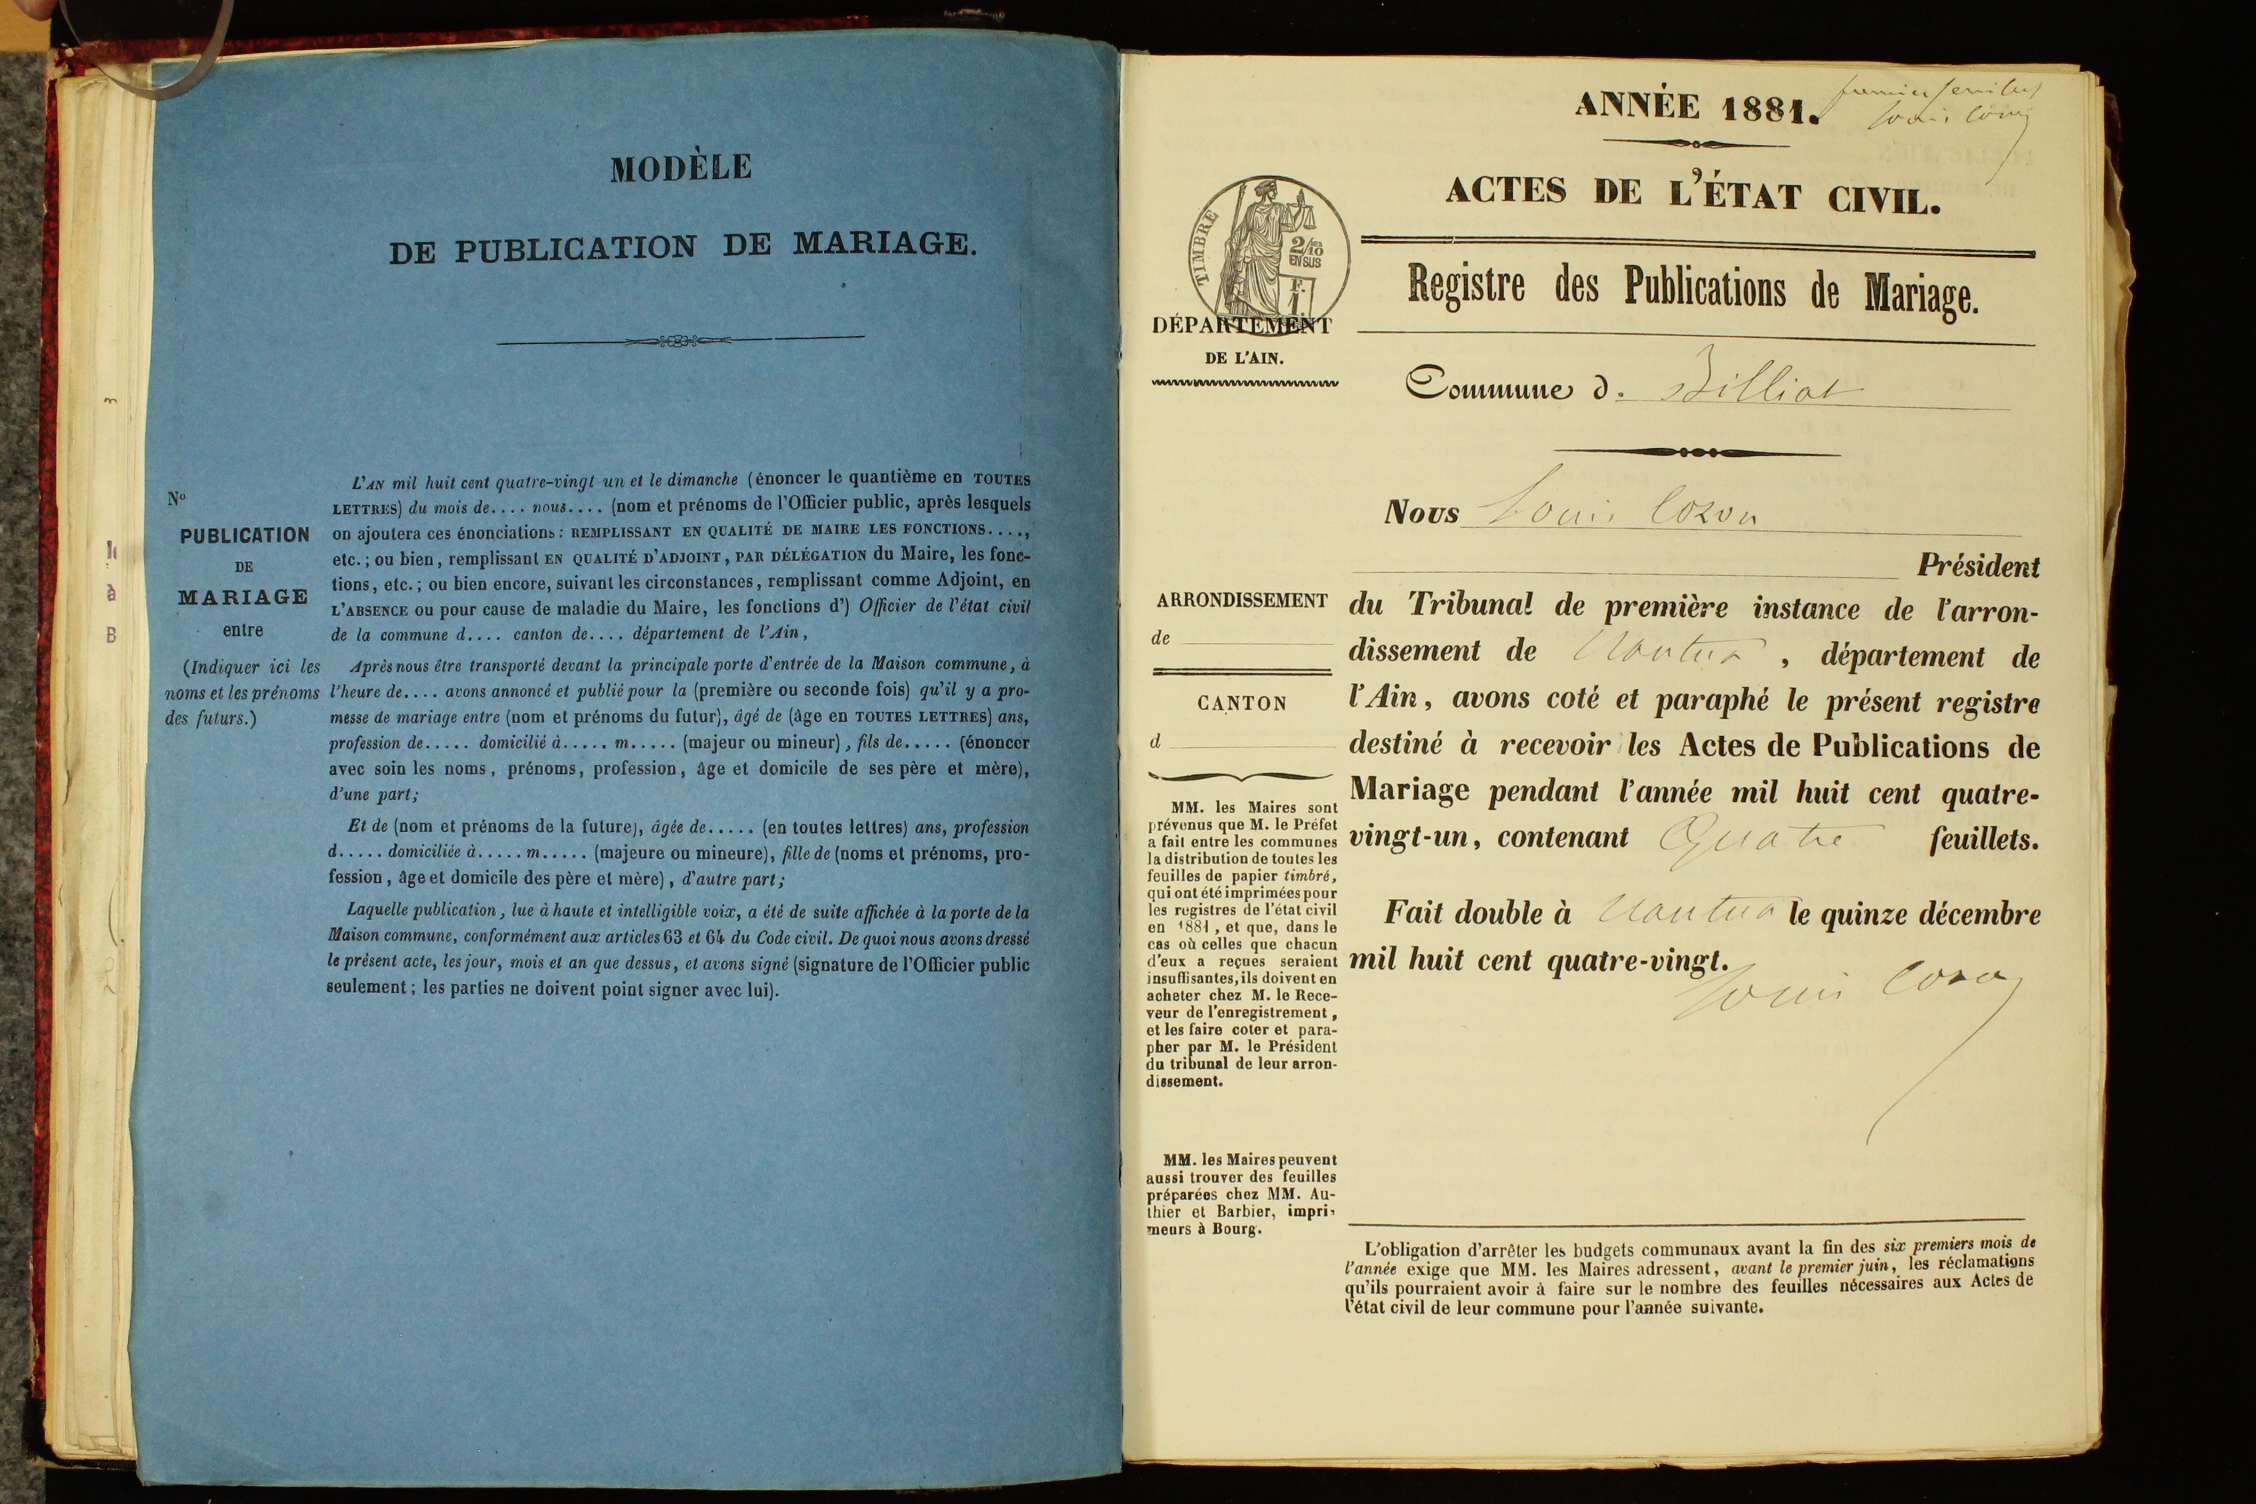 MODÈLE
DE PUBLICATION DE MARIAGE.
No
PUBLICATION
DE
MARIAGE
entre
(Indiquer ici les
noms et les prénoms
des futurs.)
L'AN mil huit cent quatre-vingt un et le dimanche (énoncer le quantième en TOUTES
LETTRES) du mois de.... nous.... (nom et prénoms de l'Officier public, après lesquels
on ajoutera ces énonciations: REMPLISSANT EN QUALITÉ DE MAIRE LES FONCTIONS....,
etc.; ou bien, remplissant EN QUALITÉ D'ADJOINT, PAR DÉLÉGATION du Maire, les fonc-
tions, etc.; ou bien encore, suivant les circonstances, remplissant comme Adjoint, en
L'ABSENCE ou pour cause de maladie du Maire, les fonctions d') Officier de l'état civil
de la commune d.... canton de.... département de l'Ain,
Après nous être transporté devant la principale porte d'entrée de la Maison commune, à
l'heure de.... avons annoncé et publié pour la (première ou seconde fois) qu'il y a pro-
messe de mariage entre (nom et prénoms du futur), âgé de (âge en TOUTES LETTRES) ans,
profession de..... domicilié à..... m..... (majeur ou mineur), fils de..... (énoncer
avec soin les noms, prénoms, profession, âge et domicile de ses père et mère),
d'une part;
Et de (nom et prénoms de la future), âgée de..... (en toutes lettres) ans, profession
d..... domiciliée à..... m..... (majeure ou mineure), fille de (noms et prénoms, pro-
fession, âge et domicile des père et mère), d'autre part;
Laquelle publication, lue à haute et intelligible voix, a été de suite affichée à la porte de la
Maison commune, conformément aux articles 63 et 64 du Code civil. De quoi nous avons dressé
le présent acte, les jour, mois et an que dessus, et avons signé (signature de l'Officier public
seulement; les parties ne doivent point signer avec lui).
ANNÉE 1881.
premier feuillet
Louis Cozon
ACTES DE L'ÉTAT CIVIL.
TIMBRE
2/10 es
EN SUS
F.
1.
Registre des Publications de Mariage.
DÉPARTEMENT
DE L'AIN.
Commune d. Billiat
Nous Louis Cozon
Président
du Tribunal de première instance de l'arron-
dissement de Nantua, département de
l'Ain, avons coté et paraphé le présent registre
destiné à recevoir les Actes de Publications de
Mariage pendant l'année mil huit cent quatre-
vingt-un, contenant Quatre feuillets.
Fait double à Nantua le quinze décembre
mil huit cent quatre-vingt.
Louis Cozon
ARRONDISSEMENT
de
CANTON
d
MM. les Maires sont
prévenus que M. le Préfet
a fait entre les communes
la distribution de toutes les
feuilles de papier timbré,
qui ont été imprimées pour
les registres de l'état civil
en 1881, et que, dans le
cas où celles que chacun
d'eux a reçues seraient
insuffisantes, ils doivent en
acheter chez M. le Rece-
veur de l'enregistrement,
et les faire coter et para-
pher par M. le Président
du tribunal de leur arron-
dissement.
MM. les Maires peuvent
aussi trouver des feuilles
préparées chez MM. Au-
thier et Barbier, impri-
meurs à Bourg.
L'obligation d'arrêter les budgets communaux avant la fin des six premiers mois de
l'année exige que MM. les Maires adressent, avant le premier juin, les réclamations
qu'ils pourraient avoir à faire sur le nombre des feuilles nécessaires aux Actes de
l'état civil de leur commune pour l'année suivante.